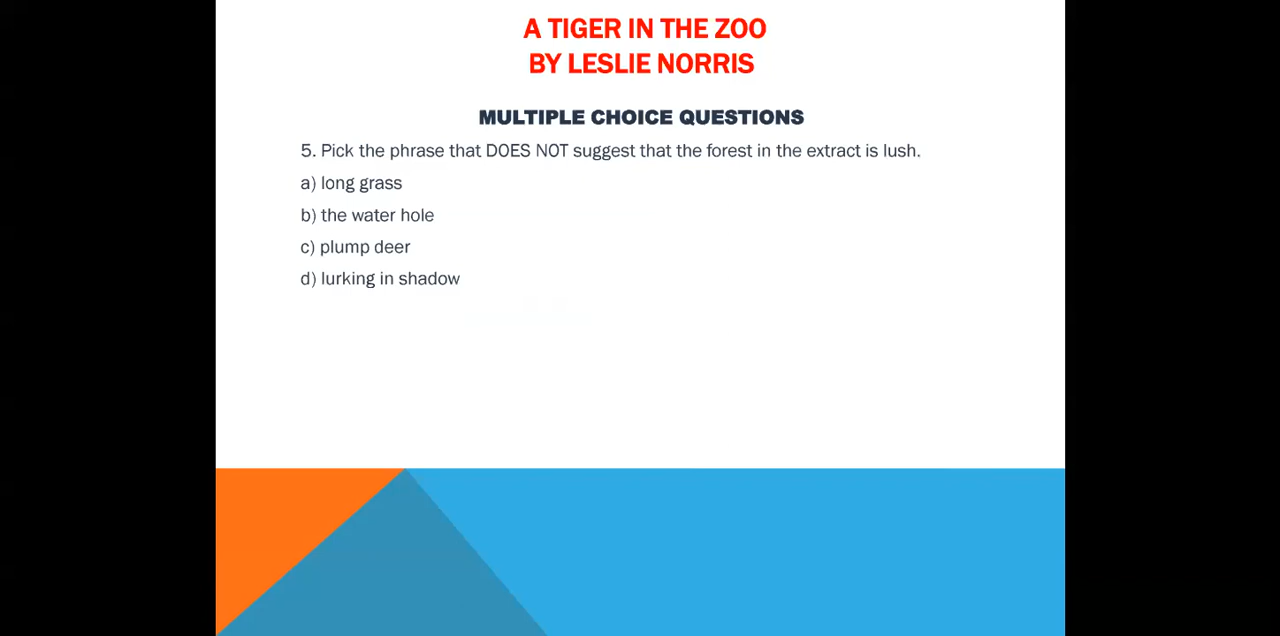 A TIGER IN THE ZOO
BY LESLIE NORRIS
MULTIPLE CHOICE QUESTIONS
5. Pick the phrase that DOES NOT suggest that the forest in the extract is lush.
a) long grass
b) the water hole
c) plump deer
d) lurking in shadow